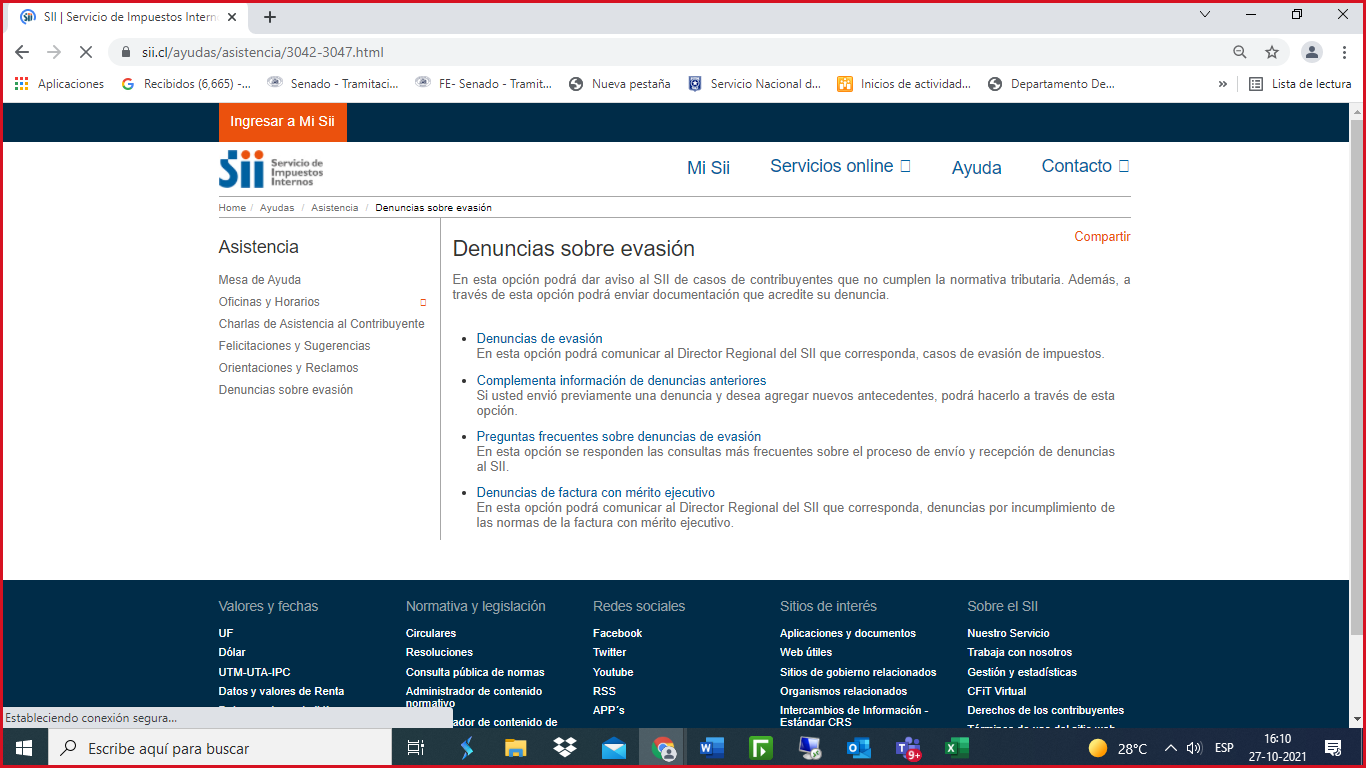 SII | Servicio de Impuestos Intern
sii.cl/ayudas/asistencia/3042-3047.html
Aplicaciones
Recibidos (6,665) -...
Senado - Tramitaci...
FE- Senado - Tramit...
Nueva pestaña
Servicio Nacional d...
Inicios de actividad...
Departamento De...
»
Lista de lectura
Ingresar a Mi Sii
Sii Servicio de
Impuestos
Internos
Mi Sii
Servicios online
Ayuda
Contacto
Home / Ayudas / Asistencia / Denuncias sobre evasión
Asistencia
Mesa de Ayuda
Oficinas y Horarios
Charlas de Asistencia al Contribuyente
Felicitaciones y Sugerencias
Orientaciones y Reclamos
Denuncias sobre evasión
Compartir
Denuncias sobre evasión
En esta opción podrá dar aviso al SII de casos de contribuyentes que no cumplen la normativa tributaria. Además, a
través de esta opción podrá enviar documentación que acredite su denuncia.
• Denuncias de evasión
En esta opción podrá comunicar al Director Regional del SII que corresponda, casos de evasión de impuestos.
• Complementa información de denuncias anteriores
Si usted envió previamente una denuncia y desea agregar nuevos antecedentes, podrá hacerlo a través de esta
opción.
• Preguntas frecuentes sobre denuncias de evasión
En esta opción se responden las consultas más frecuentes sobre el proceso de envío y recepción de denuncias
al SII.
• Denuncias de factura con mérito ejecutivo
En esta opción podrá comunicar al Director Regional del SII que corresponda, denuncias por incumplimiento de
las normas de la factura con mérito ejecutivo.
Valores y fechas
UF
Dólar
UTM-UTA-IPC
Datos y valores de Renta
Normativa y legislación
Circulares
Resoluciones
Consulta pública de normas
Administrador de contenido
normativo
ador de contenido de
Redes sociales
Facebook
Twitter
Youtube
RSS
APP´s
Sitios de interés
Aplicaciones y documentos
Web útiles
Sitios de gobierno relacionados
Organismos relacionados
Intercambios de Información -
Estándar CRS
Sobre el SII
Nuestro Servicio
Trabaja con nosotros
Gestión y estadísticas
CFiT Virtual
Derechos de los contribuyentes
Términos de uso del sitio web
Estableciendo conexión segura...
Escribe aquí para buscar
9+
28°C
ESP
16:10
27-10-2021